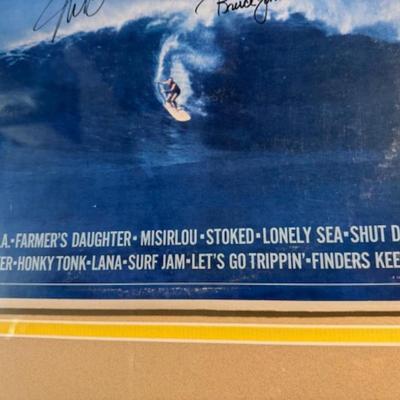 Bruce
.A.•FARMER'S DAUGHTER•MISIRLOU•STOKED•LONELY SEA•SHUT D
ER•HONKY TONK•LANA•SURF JAM•LET'S GO TRIPPIN'•FINDERS KEE